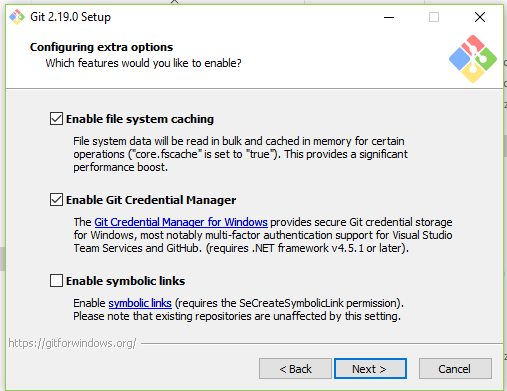 Git 2.19.0 Setup
Configuring extra options
Which features would you like to enable?
Enable file system caching
File system data will be read in bulk and cached in memory for certain
operations ("core.fscache" is set to "true"). This provides a significant
performance boost.
Enable Git Credential Manager
The Git Credential Manager for Windows provides secure Git credential storage
for Windows, most notably multi-factor authentication support for Visual Studio
Team Services and GitHub. (requires .NET framework v4.5.1 or later).
Enable symbolic links
Enable symbolic links (requires the SeCreateSymbolicLink permission).
Please note that existing repositories are unaffected by this setting.
https://gitforwindows.org/
< Back Next > Cancel